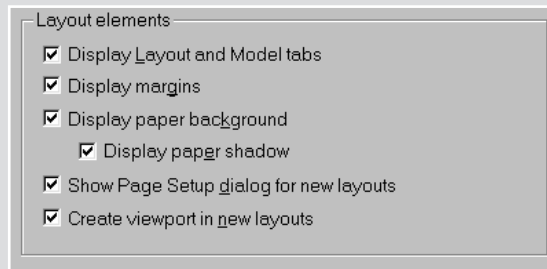 Layout elements
Display Layout and Model tabs
Display margins
Display paper background
Display paper shadow
Show Page Setup dialog for new layouts
Create viewport in new layouts